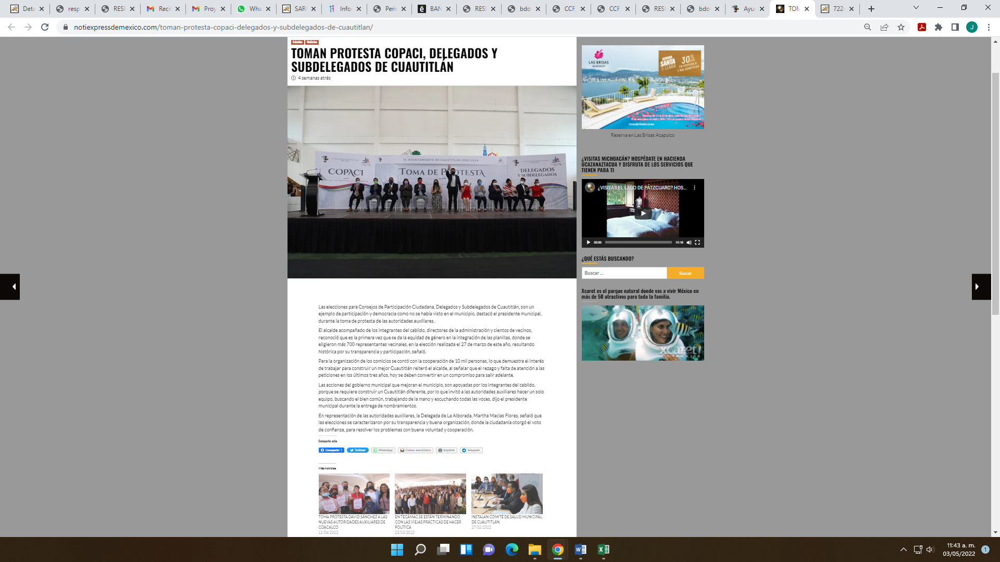 Deta
resp
RESP
Recil
Proy
Wha
SAR
Infor
Peri
BAN
RESP
bdo
CCF
CCF
RESP
bdo
Ayu
TOM
7224
notiexpressdemexico.com/toman-protesta-copaci-delegados-y-subdelegados-de-cuautitlan/
J
Estados Noticias
TOMAN PROTESTA COPACI, DELEGADOS Y
SUBDELEGADOS DE CUAUTITLÁN
4 semanas atrás
H. AYUNTAMIENTO DE CUAUTITLÁN 2022-2024
COPACI
TOMA DE PROTESTA
DELEGADOS
Y SUBDELEGADOS
Las elecciones para Consejos de Participación Ciudadana, Delegados y Subdelegados de Cuautitlán, son un
ejemplo de participación y democracia como no se había visto en el municipio, destacó el presidente municipal,
durante la toma de protesta de las autoridades auxiliares.
El alcalde acompañado de los integrantes del cabildo, directores de la administración y cientos de vecinos,
reconoció que es la primera vez que se da la equidad de género en la integración de las planillas, donde se
eligieron más 700 representantes vecinales, en la elección realizada el 27 de marzo de este año, resultando
histórica por su transparencia y participación, señaló.
Para la organización de los comicios se contó con la cooperación de 10 mil personas, lo que demuestra el interés
de trabajar para construir un mejor Cuautitlán reiteró el alcalde, al señalar que el rezago y falta de atención a las
peticiones en los últimos tres años, hoy se deben convertir en un compromiso para salir adelante.
Las acciones del gobierno municipal que mejoran el municipio, son apoyadas por los integrantes del cabildo,
porque se requiere construir un Cuautitlán diferente, por lo que invitó a las autoridades auxiliares hacer un solo
equipo, buscando el bien común, trabajando de la mano y escuchando todas las voces, dijo el presidente
municipal durante la entrega de nombramientos.
En representación de las autoridades auxiliares, la Delegada de La Alborada, Martha Macias Flores, señaló que
las elecciones se caracterizaron por su transparencia y buena organización, donde la ciudadanía otorgó el voto
de confianza, para resolver los problemas con buena voluntad y cooperación.
Comparte esto
Compartir 1
Twittear
WhatsApp
Correo electrónico
Imprimir
Telegram
Más noticias
TOMA PROTESTA DAVID SÁNCHEZ A LAS
NUEVAS AUTORIDADES AUXILIARES DE
COACALCO
12/04/2022
EN TECÁMAC SE ESTÁN TERMINANDO
CON LAS VIEJAS PRÁCTICAS DE HACER
POLÍTICA
23/03/2022
INSTALAN COMITÉ DE SALUD MUNICIPAL
DE CUAUTITLÁN
27/02/2022
LAS BRISAS
ACAPULCO
SEMANA
SANTA
TE LLAMA
30% DTO
EN HOSPEDAJE
Y MÁS BENEFICIOS
Consulta Restricciones
Reserva en Las Brisas Acapulco
¿VISITAS MICHOACÁN? HOSPÉDATE EN HACIENDA
UCAZANAZTACUA Y DISFRUTA DE LOS SERVICIOS QUE
TIENEN PARA TI
¿VISITAS EL LAGO DE PÁTZCUARO? HOS...
00:00
01:16
¿QUÉ ESTÁS BUSCANDO?
Buscar ...
Buscar
Xcaret es el parque natural donde vas a vivir México en
más de 50 atractivos para toda la familia.
xcaret!
MÉXICO
11:43 a. m.
03/05/2022
1